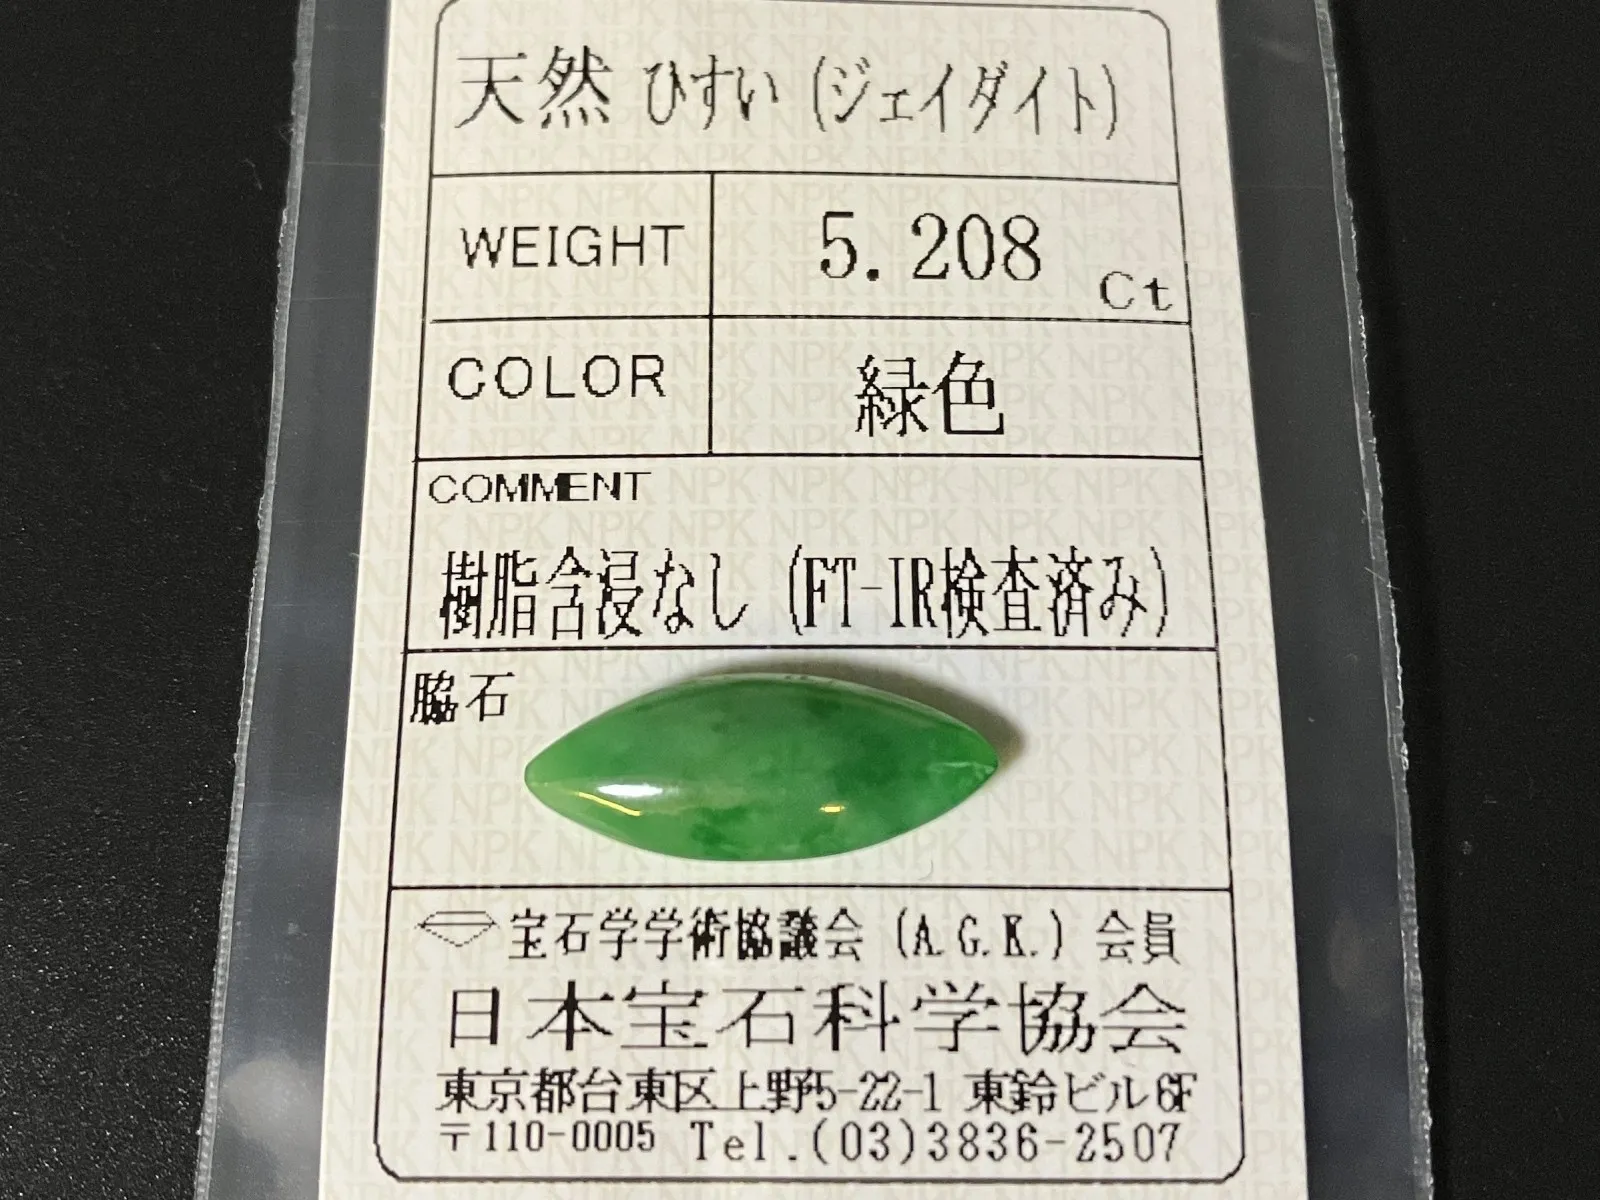 天然 ひすい (ジェイダイト)
WEIGHT 5.208 Ct
COLOR 緑色
COMMENT
樹脂含浸なし (FT-IR検査済み)
脇石
宝石学学術協議会 (A.G.K.) 会員
日本宝石科学協会
東京都台東区上野5-22-1 東鈴ビル6F
〒110-0005 Tel.(03)3836-2507